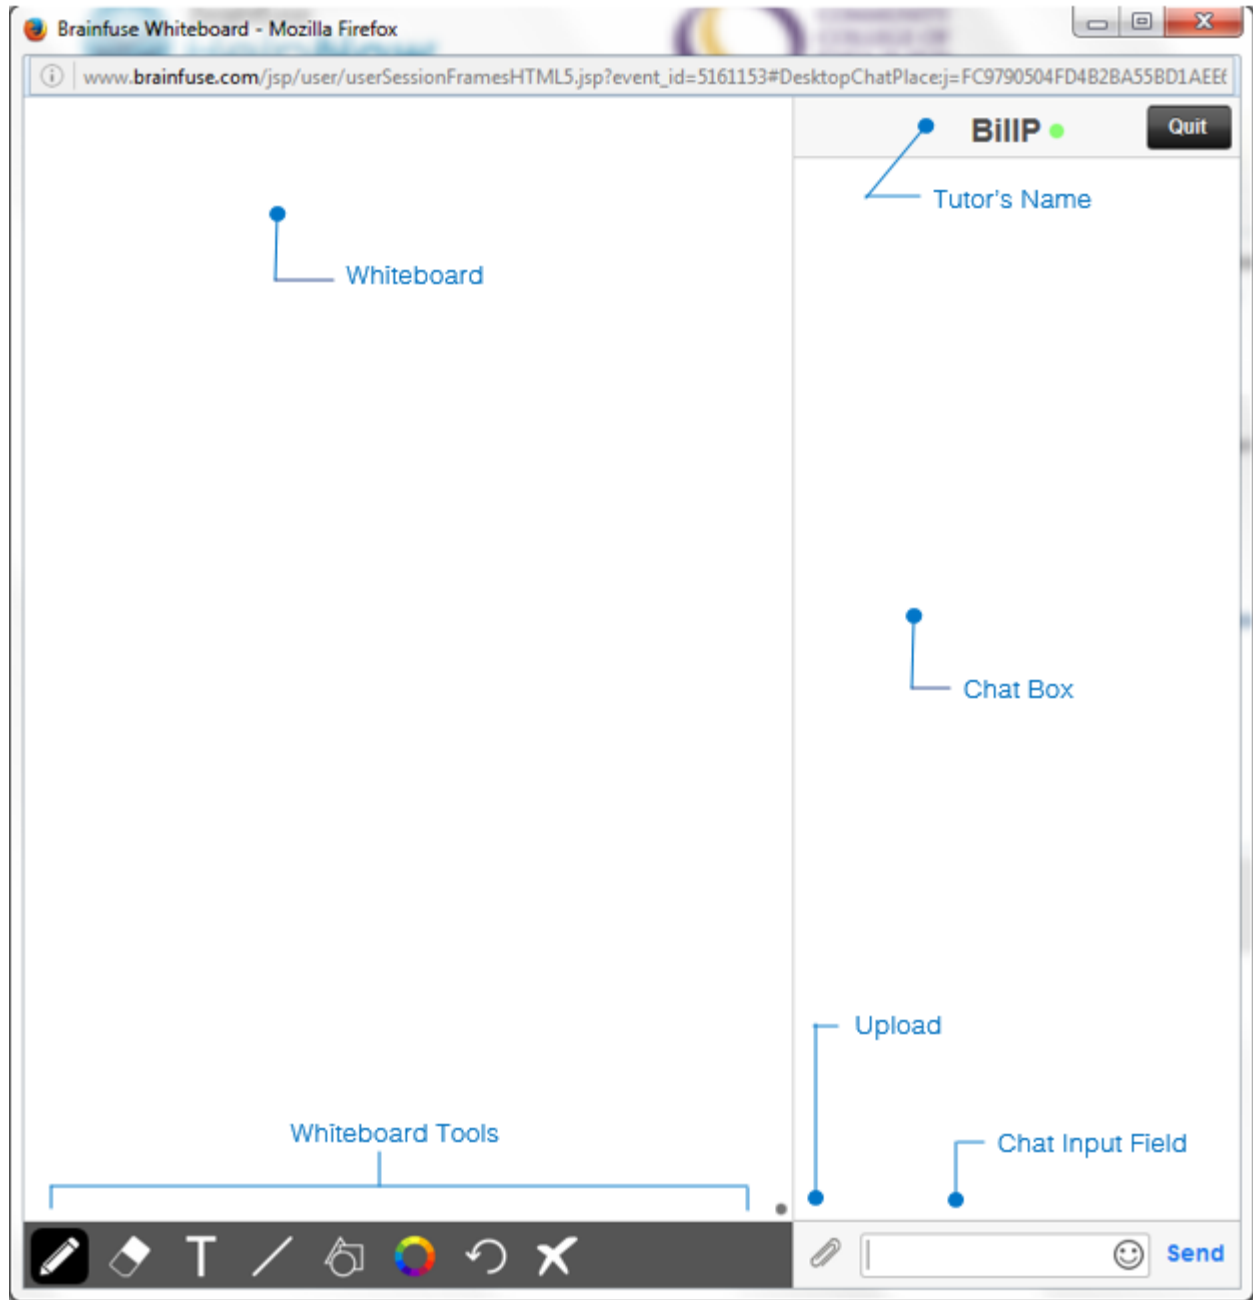 Brainfuse Whiteboard - Mozilla Firefox
www.brainfuse.com/jsp/user/userSessionFramesHTML5.jsp?event_id=5161153#DesktopChatPlace;j=FC9790504FD4B2BA55BD1AEE
BillP
Quit
Tutor's Name
Whiteboard
Chat Box
Upload
Whiteboard Tools
Chat Input Field
T
Send